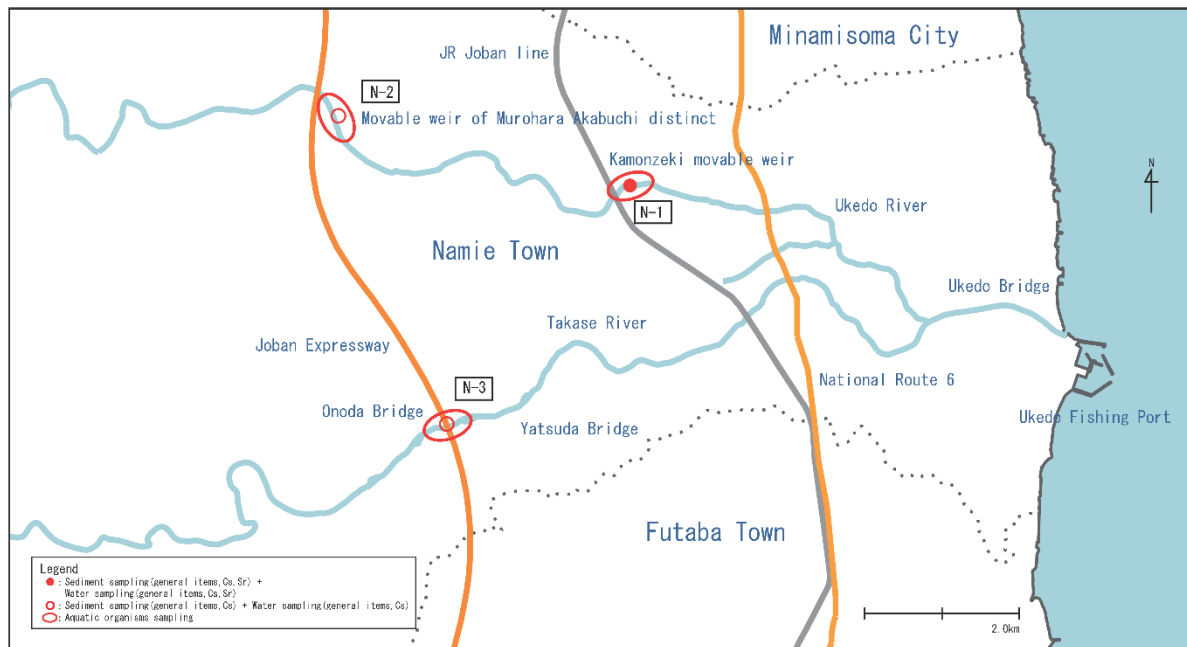 Minamisoma City
JR Joban line
N-2
Movable weir of Murohara Akabuchi distinct
Kamonzeki movable weir
N
N-1
Ukedo River
Namie Town
Ukedo Bridge
Takase River
Joban Expressway
National Route 6
N-3
Onoda Bridge
Yatsuda Bridge
Ukedo Fishing Port
Futaba Town
Legend
: Sediment sampling(general items,Cs,Sr) +
Water sampling(general items,Cs,Sr)
: Sediment sampling(general items,Cs) + Water sampling(general items,Cs)
: Aquatic organisms sampling
2.0km